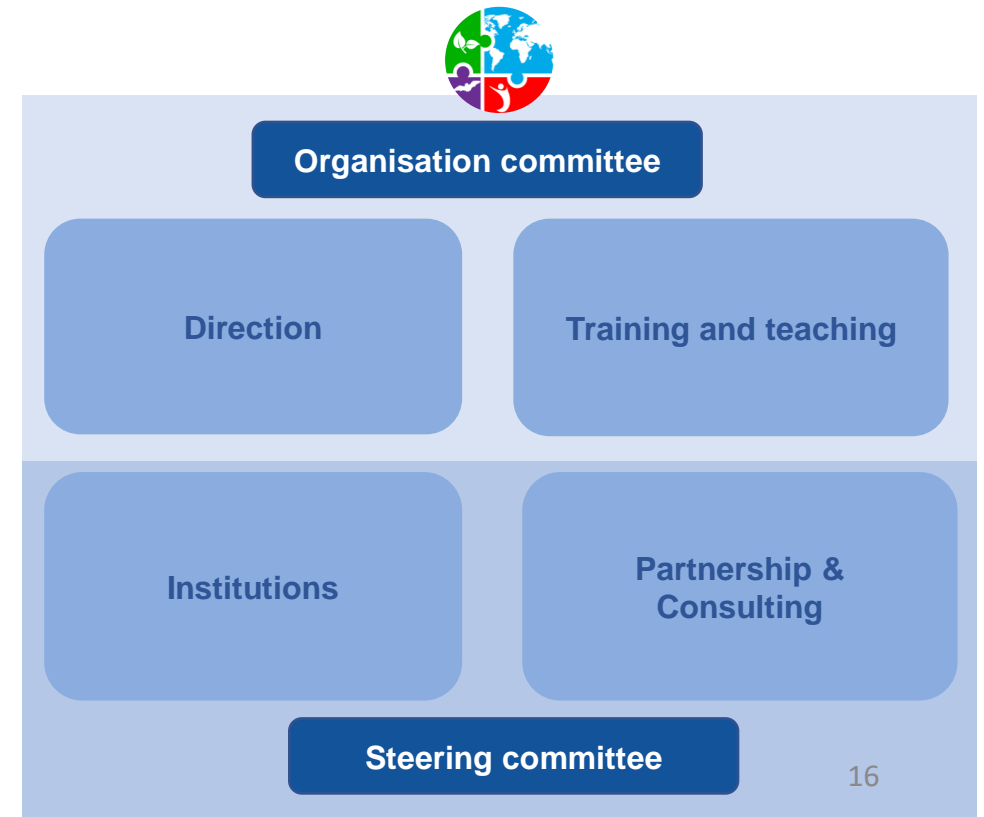 Organisation committee
Direction
Training and teaching
Institutions
Partnership &
Consulting
Steering committee
16